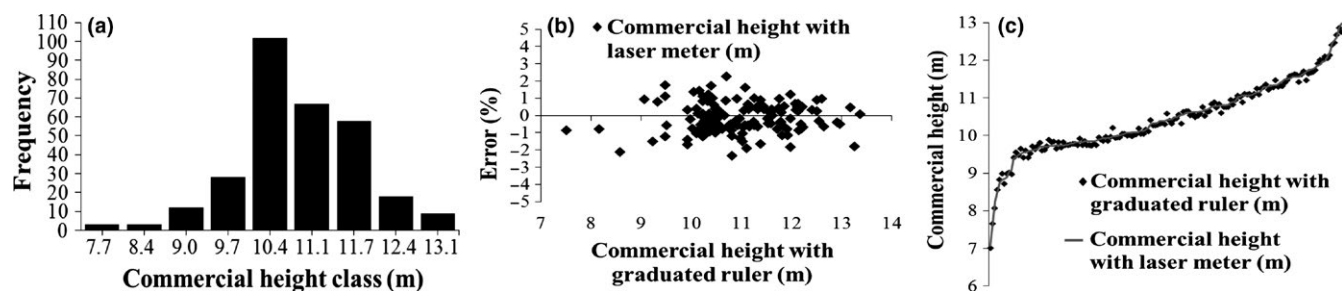 (a)
Frequency
110
100
90
80
70
60
50
40
30
20
10
0
7.7 8.4 9.0 9.7 10.4 11.1 11.7 12.4 13.1
Commercial height class (m)
(b)
Commercial height with
laser meter (m)
Error (%)
5
4
3
2
1
0
-1
-2
-3
-4
-5
7 8 9 10 11 12 13 14
Commercial height with
graduated ruler (m)
(c)
Commercial height (m)
13
12
11
10
9
8
7
6
Commercial height with
graduated ruler (m)
Commercial height
with laser meter (m)